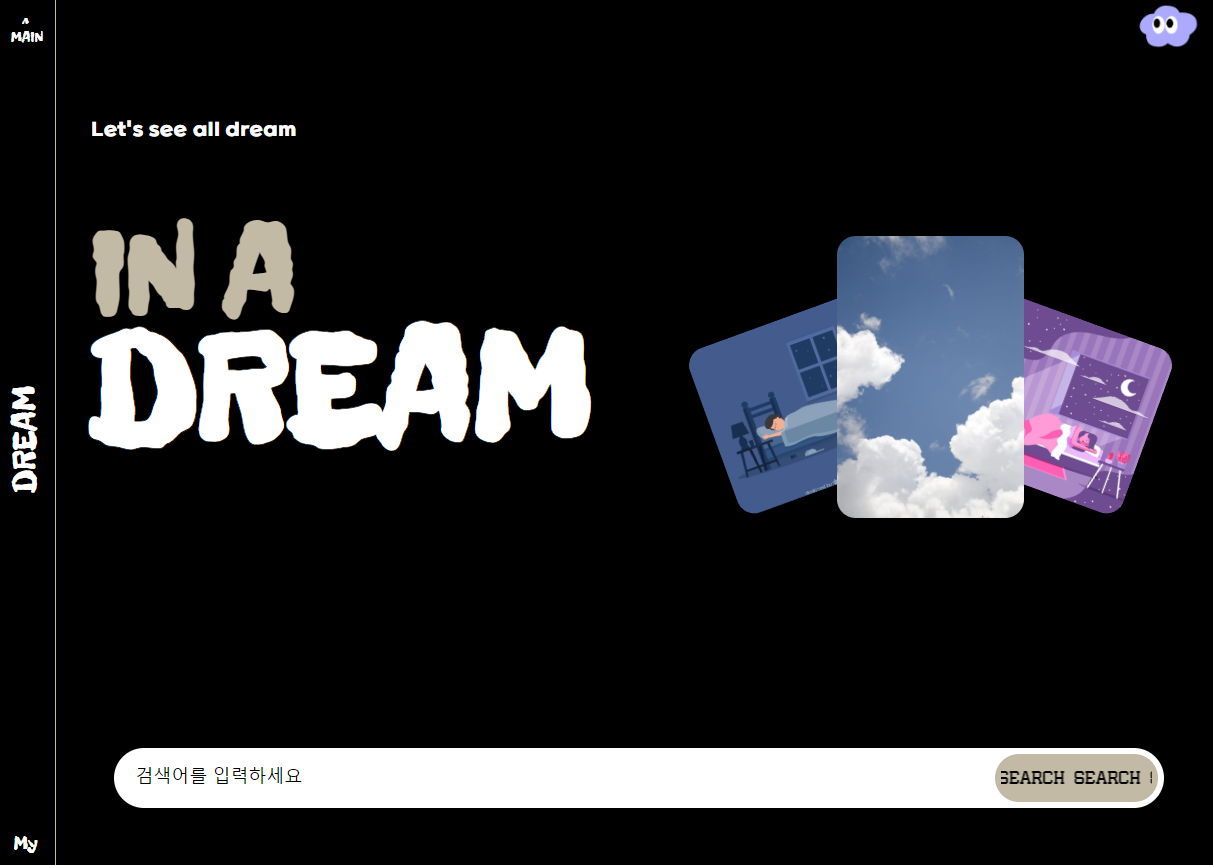 MAIN
Let's see all dream
IN A
DREAM
DREAM
검색어를 입력하세요
SEARCH SEARCH
My